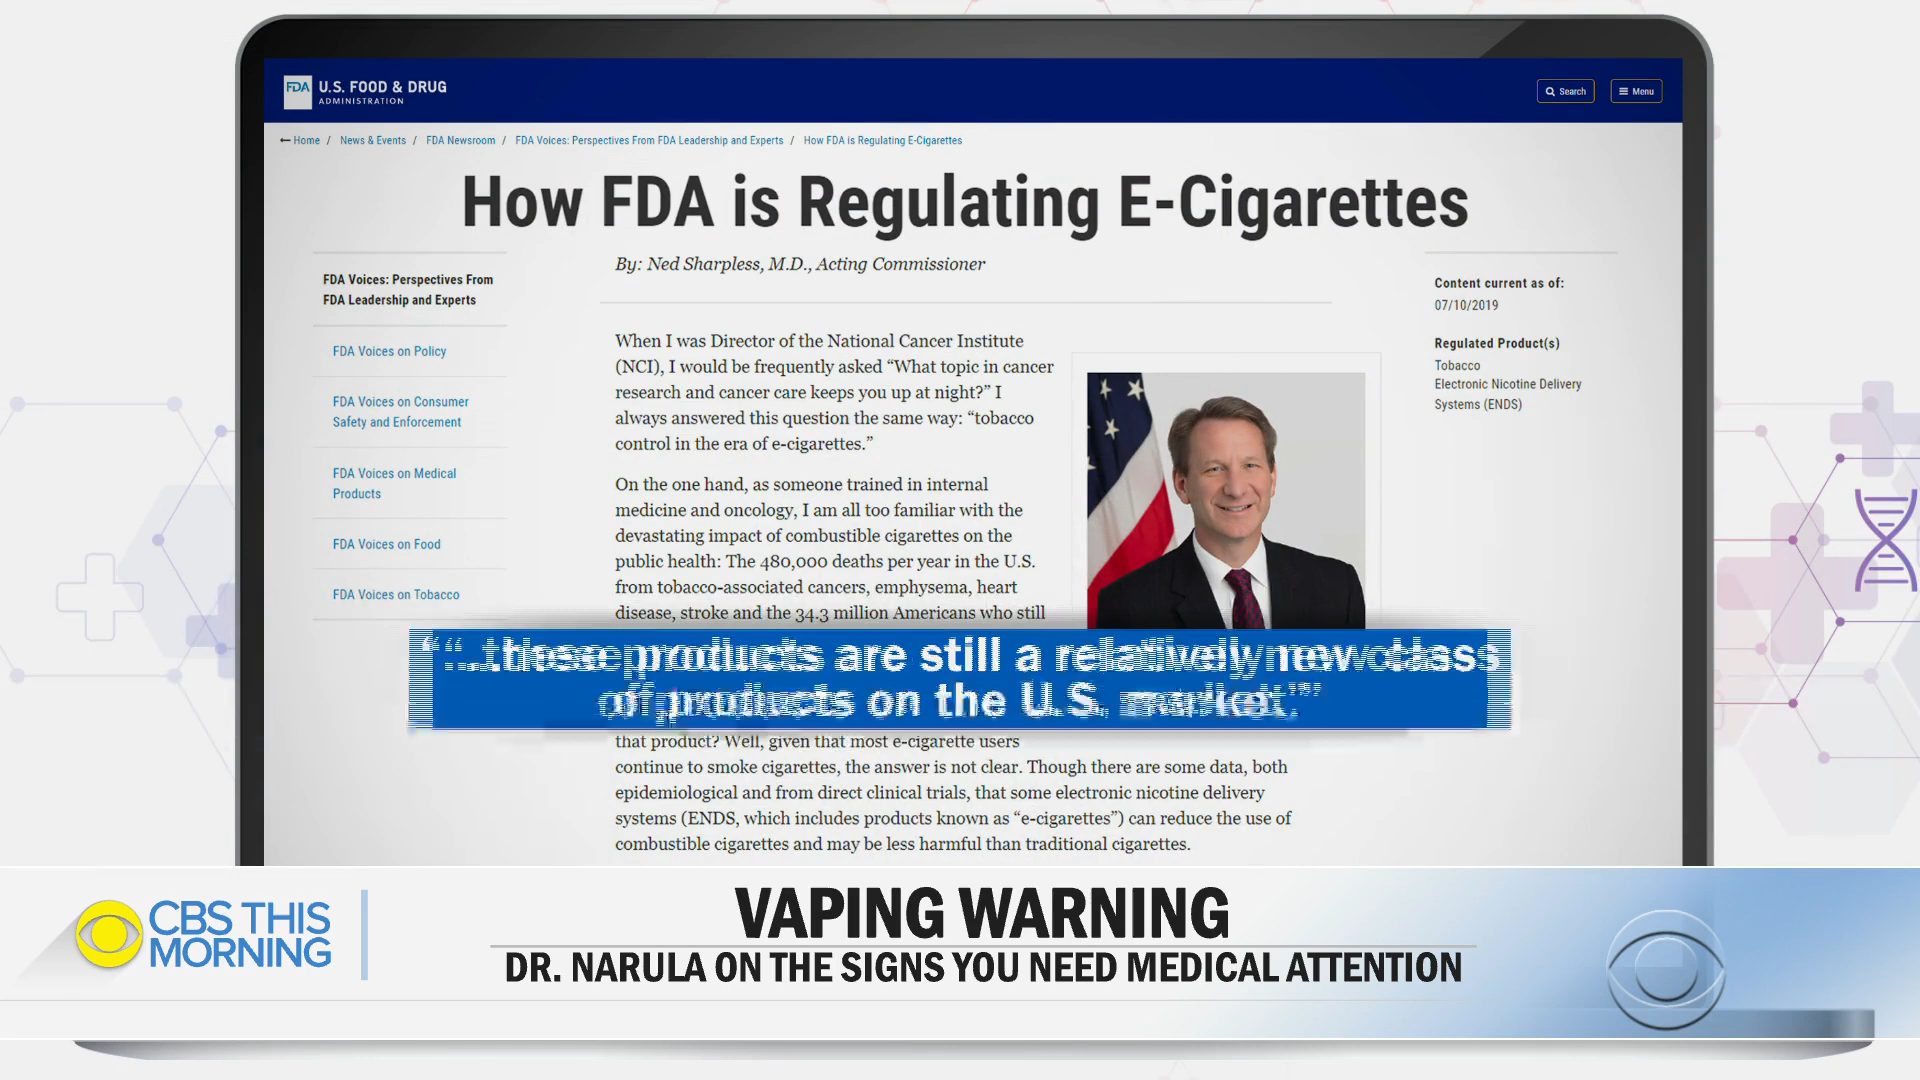 FDA U.S. FOOD & DRUG
ADMINISTRATION
Search
Menu
Home / News & Events / FDA Newsroom / FDA Voices: Perspectives From FDA Leadership and Experts / How FDA is Regulating E-Cigarettes
How FDA is Regulating E-Cigarettes
FDA Voices: Perspectives From
FDA Leadership and Experts
FDA Voices on Policy
FDA Voices on Consumer
Safety and Enforcement
FDA Voices on Medical
Products
FDA Voices on Food
FDA Voices on Tobacco
By: Ned Sharpless, M.D., Acting Commissioner
When I was Director of the National Cancer Institute
(NCI), I would be frequently asked “What topic in cancer
research and cancer care keeps you up at night?” I
always answered this question the same way: “tobacco
control in the era of e-cigarettes.”
On the one hand, as someone trained in internal
medicine and oncology, I am all too familiar with the
devastating impact of combustible cigarettes on the
public health: The 480,000 deaths per year in the U.S.
from tobacco-associated cancers, emphysema, heart
disease, stroke and the 34.3 million Americans who still
“...these products are still a relatively new class
of products on the U.S. market.”
that product? Well, given that most e-cigarette users
continue to smoke cigarettes, the answer is not clear. Though there are some data, both
epidemiological and from direct clinical trials, that some electronic nicotine delivery
systems (ENDS, which includes products known as “e-cigarettes”) can reduce the use of
combustible cigarettes and may be less harmful than traditional cigarettes.
Content current as of:
07/10/2019
Regulated Product(s)
Tobacco
Electronic Nicotine Delivery
Systems (ENDS)
CBS THIS
MORNING
VAPING WARNING
DR. NARULA ON THE SIGNS YOU NEED MEDICAL ATTENTION